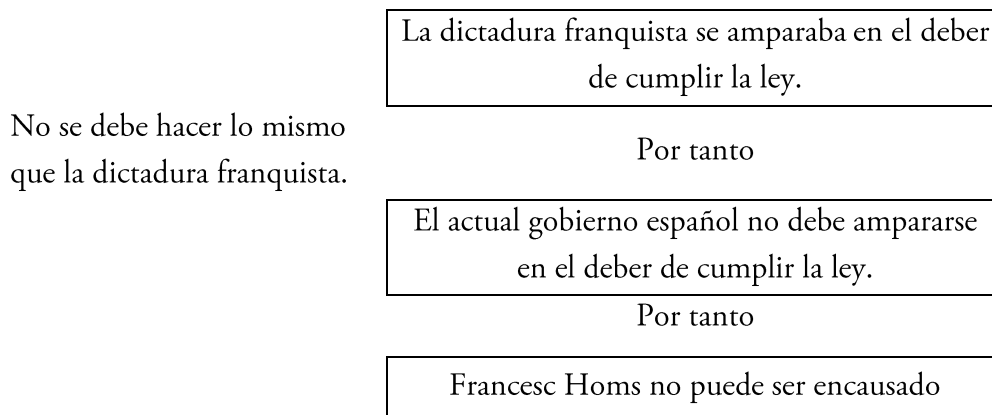 La dictadura franquista se amparaba en el deber
de cumplir la ley.
No se debe hacer lo mismo
que la dictadura franquista.
Por tanto
El actual gobierno español no debe ampararse
en el deber de cumplir la ley.
Por tanto
Francesc Homs no puede ser encausado